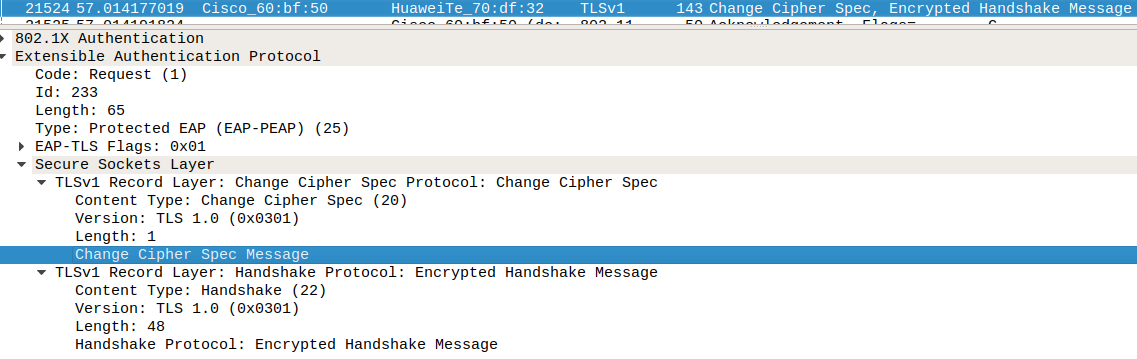 21524 57.014177019 Cisco_60:bf:50 HuaweiTe_70:df:32 TLSv1 143 Change Cipher Spec, Encrypted Handshake Message
802.1X Authentication
Extensible Authentication Protocol
Code: Request (1)
Id: 233
Length: 65
Type: Protected EAP (EAP-PEAP) (25)
EAP-TLS Flags: 0x01
Secure Sockets Layer
TLSv1 Record Layer: Change Cipher Spec Protocol: Change Cipher Spec
Content Type: Change Cipher Spec (20)
Version: TLS 1.0 (0x0301)
Length: 1
Change Cipher Spec Message
TLSv1 Record Layer: Handshake Protocol: Encrypted Handshake Message
Content Type: Handshake (22)
Version: TLS 1.0 (0x0301)
Length: 48
Handshake Protocol: Encrypted Handshake Message